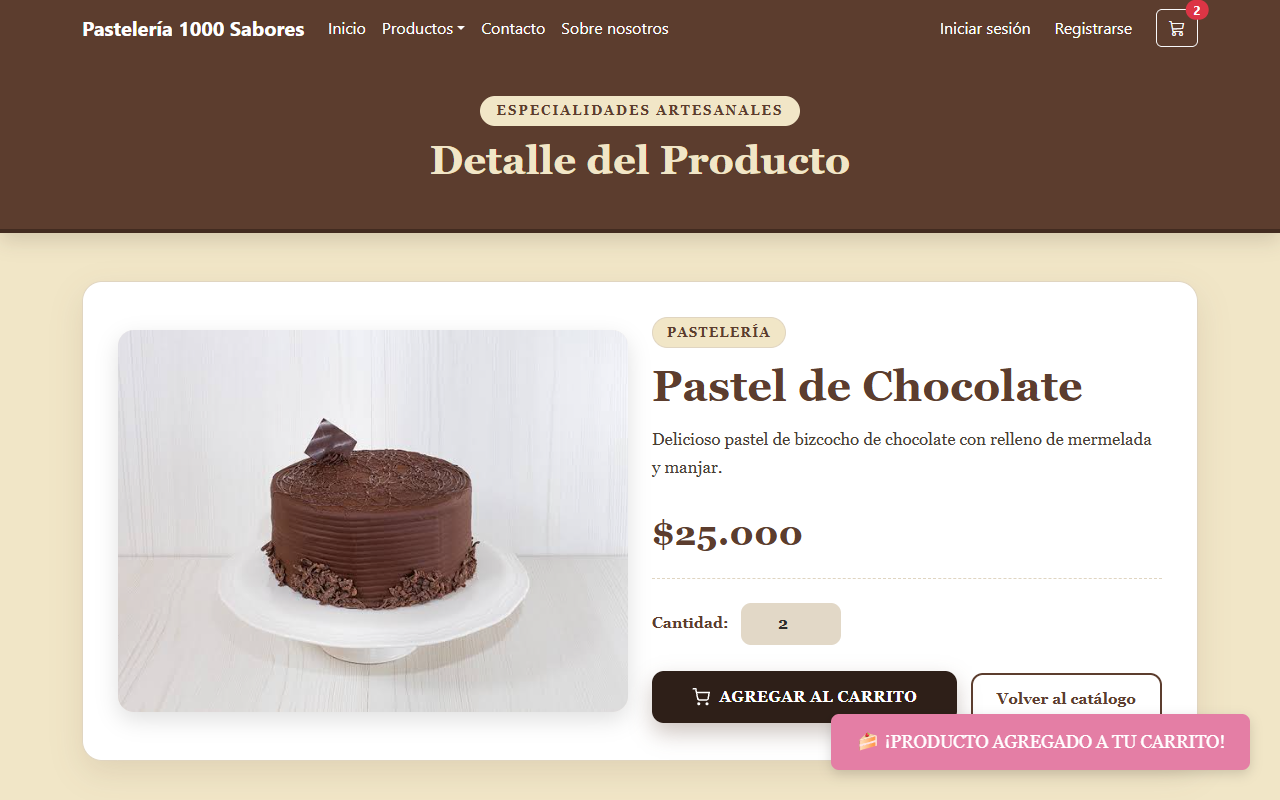 Pastelería 1000 Sabores Inicio Productos Contacto Sobre nosotros Iniciar sesión Registrarse 2
ESPECIALIDADES ARTESANALES
Detalle del Producto
PASTELERÍA
Pastel de Chocolate
Delicioso pastel de bizcocho de chocolate con relleno de mermelada
y manjar.
$25.000
Cantidad: 2
AGREGAR AL CARRITO Volver al catálogo
🍰 ¡PRODUCTO AGREGADO A TU CARRITO!